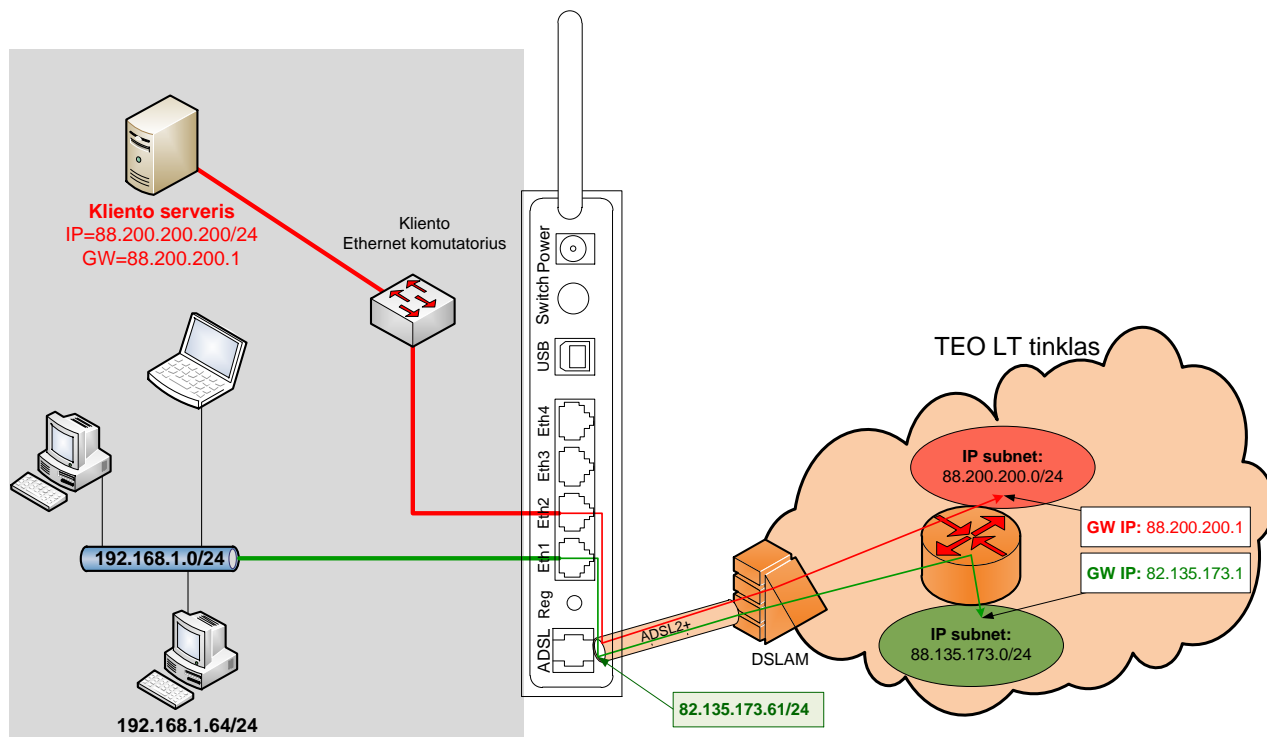 Kliento serveris
IP=88.200.200.200/24
GW=88.200.200.1
Kliento
Ethernet komutatorius
Power
Switch
USB
Eth4
Eth3
Eth2
Eth1
Reg
ADSL
192.168.1.0/24
192.168.1.64/24
ADSL2+
DSLAM
82.135.173.61/24
TEO LT tinklas
IP subnet:
88.200.200.0/24
GW IP: 88.200.200.1
GW IP: 82.135.173.1
IP subnet:
88.135.173.0/24